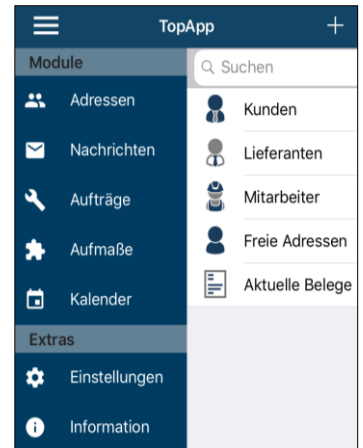 TopApp
Module
Adressen
Nachrichten
Aufträge
Aufmaße
Kalender
Extras
Einstellungen
Information
Suchen
Kunden
Lieferanten
Mitarbeiter
Freie Adressen
Aktuelle Belege